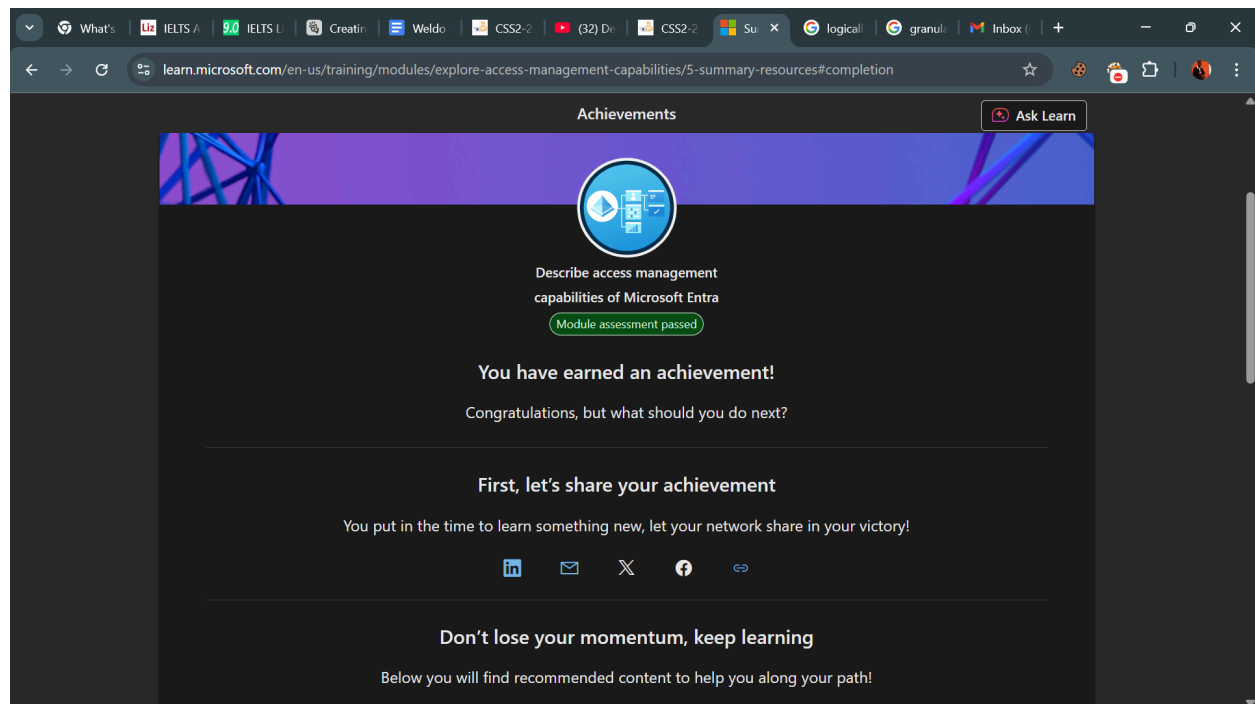 What's
Liz IELTS A
9.0 IELTS Li
Creatin
Weldo
CSS2-2
(32) De
CSS2-2
Su
logicall
granula
Inbox (
learn.microsoft.com/en-us/training/modules/explore-access-management-capabilities/5-summary-resources#completion
Achievements
Ask Learn
Describe access management
capabilities of Microsoft Entra
Module assessment passed
You have earned an achievement!
Congratulations, but what should you do next?
First, let's share your achievement
You put in the time to learn something new, let your network share in your victory!
in
Don't lose your momentum, keep learning
Below you will find recommended content to help you along your path!